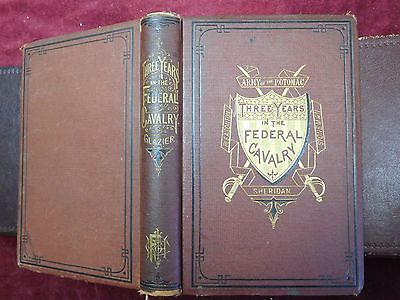 THREE YEARS
IN THE
FEDERAL
CAVALRY
GLAZIER
ARMY OF THE POTOMAC
THREE YEARS
IN THE
FEDERAL
CAVALRY
SHERIDAN